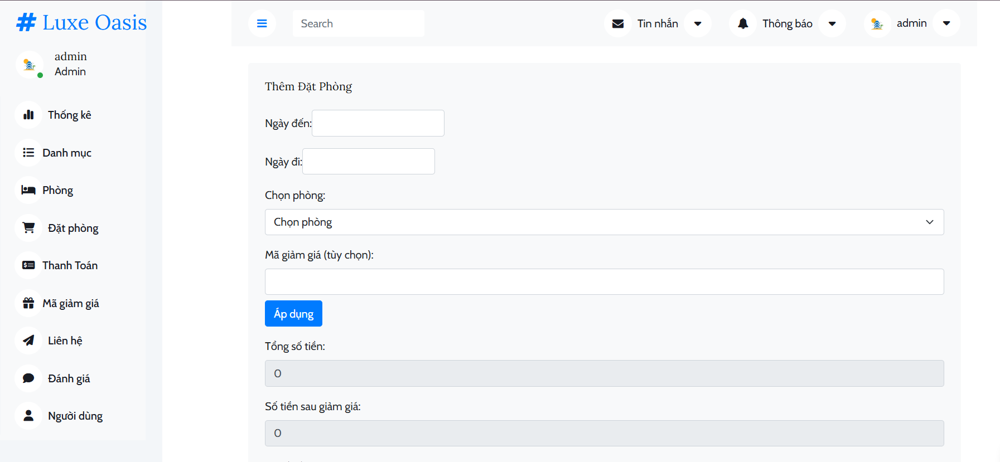 # Luxe Oasis
admin
Admin
Thống kê
Danh mục
Phòng
Đặt phòng
Thanh Toán
Mã giảm giá
Liên hệ
Đánh giá
Người dùng
Search
Tin nhắn
Thông báo
admin
Thêm Đặt Phòng
Ngày đến:
Ngày đi:
Chọn phòng:
Chọn phòng
Mã giảm giá (tùy chọn):
Áp dụng
Tổng số tiền:
0
Số tiền sau giảm giá:
0